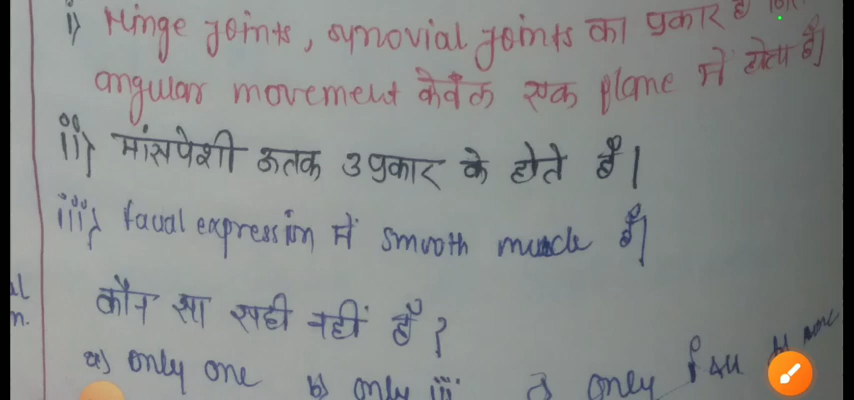 i) Hinge joints, synovial joints का प्रकार है
angular movement केवल एक plane में होता है|
ii) मांसपेशी ऊतक 3 प्रकार के होते हैं|
iii) facial expression में smooth muscle है|
कौन सा सही नहीं है?
a) only one b) only iii c) only
n.